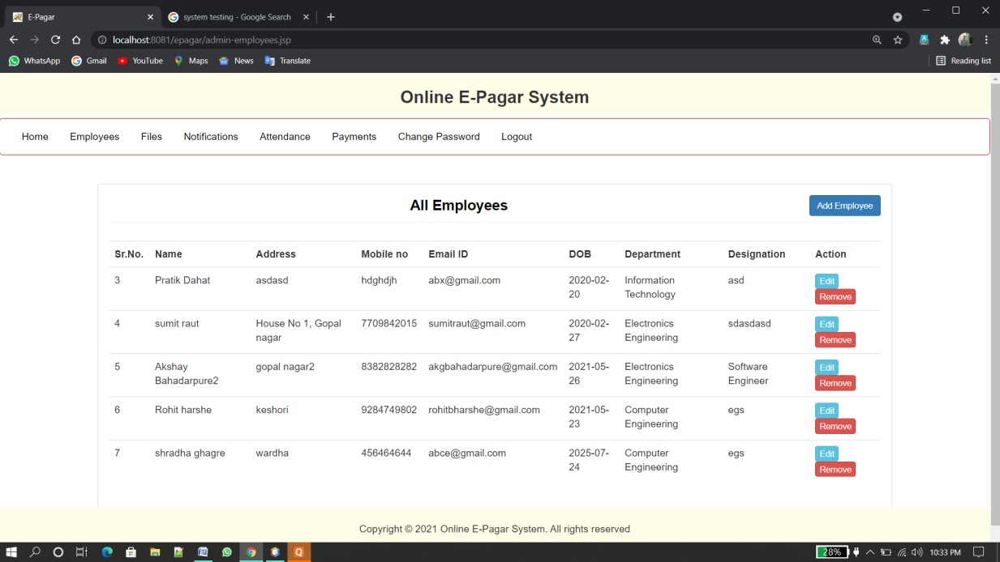 E-Pagar
system testing - Google Search
localhost:8081/epagar/admin-employees.jsp
WhatsApp Gmail YouTube Maps News Translate Reading list
Online E-Pagar System
Home Employees Files Notifications Attendance Payments Change Password Logout
All Employees
Add Employee
Sr.No. Name Address Mobile no Email ID DOB Department Designation Action
3 Pratik Dahat asdasd hdghdjh abx@gmail.com 2020-02- Information asd Edit
20 Technology Remove
4 sumit raut House No 1, Gopal 7709842015 sumitraut@gmail.com 2020-02- Electronics sdasdasd Edit
nagar 27 Engineering Remove
5 Akshay gopal nagar2 8382828282 akgbahadarpure@gmail.com 2021-05- Electronics Software Edit
Bahadarpure2 26 Engineering Engineer Remove
6 Rohit harshe keshori 9284749802 rohitbharshe@gmail.com 2021-05- Computer egs Edit
23 Engineering Remove
7 shradha ghagre wardha 456464644 abce@gmail.com 2025-07- Computer egs Edit
24 Engineering Remove
Copyright © 2021 Online E-Pagar System. All rights reserved
28% 10:33 PM